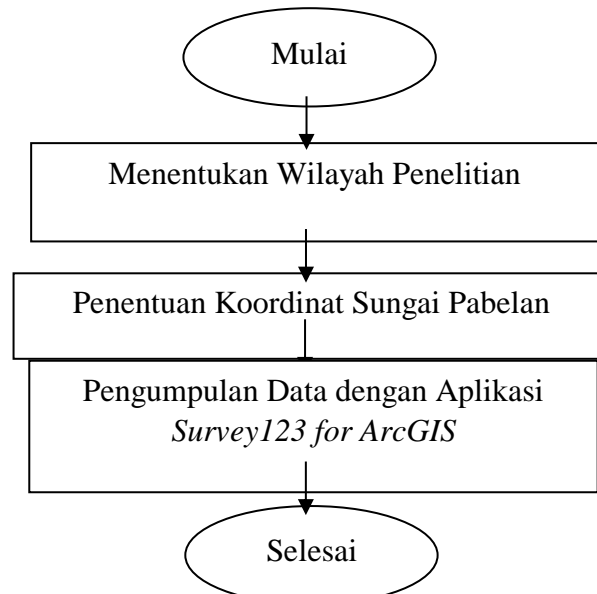 Mulai
Menentukan Wilayah Penelitian
Penentuan Koordinat Sungai Pabelan
Pengumpulan Data dengan Aplikasi
Survey123 for ArcGIS
Selesai